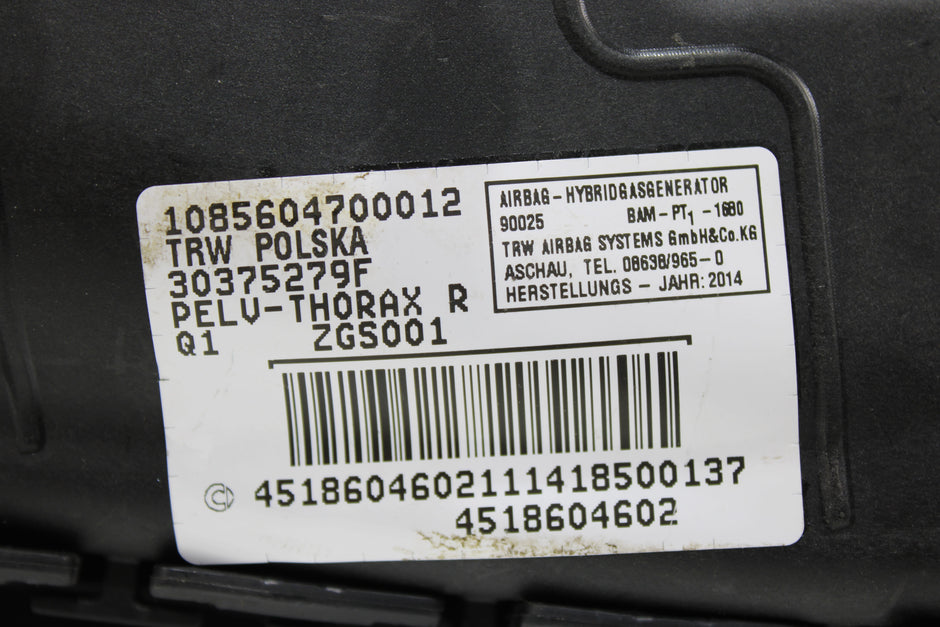 1085604700012
TRW POLSKA
30375279F
PELV-THORAX R
Q1 ZGS001
AIRBAG-HYBRIDGASGENERATOR
90025 BAM-PT1-1680
TRW AIRBAG SYSTEMS GmbH&Co.KG
ASCHAU, TEL. 08638/965-0
HERSTELLUNGS - JAHR: 2014
4518604602111418500137
4518604602